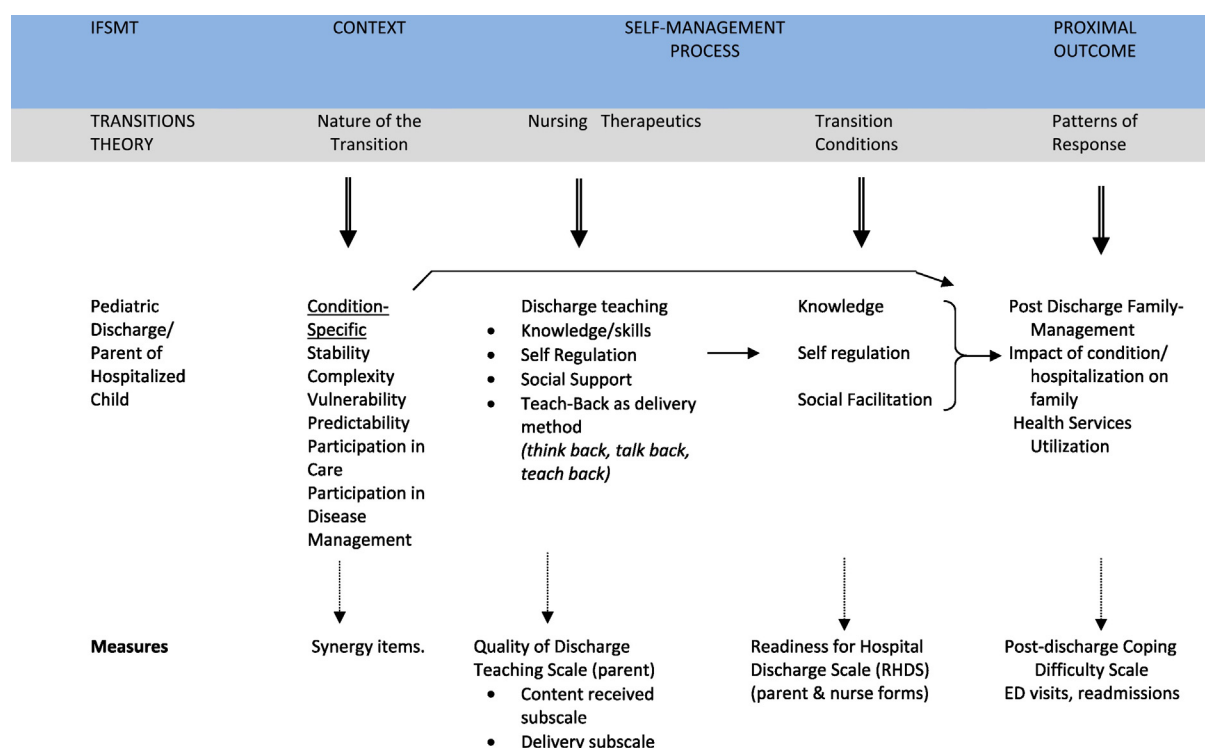 IFSMT
CONTEXT
SELF-MANAGEMENT
PROCESS
PROXIMAL
OUTCOME
TRANSITIONS
THEORY
Nature of the
Transition
Nursing Therapeutics
Transition
Conditions
Patterns of
Response
Pediatric
Discharge/
Parent of
Hospitalized
Child
Condition-
Specific
Stability
Complexity
Vulnerability
Predictability
Participation in
Care
Participation in
Disease
Management
Discharge teaching
• Knowledge/skills
• Self Regulation
• Social Support
• Teach-Back as delivery
method
(think back, talk back,
teach back)
Knowledge
Self regulation
Social Facilitation
Post Discharge Family-
Management
Impact of condition/
hospitalization on
family
Health Services
Utilization
Measures
Synergy items.
Quality of Discharge
Teaching Scale (parent)
• Content received
subscale
• Delivery subscale
Readiness for Hospital
Discharge Scale (RHDS)
(parent & nurse forms)
Post-discharge Coping
Difficulty Scale
ED visits, readmissions